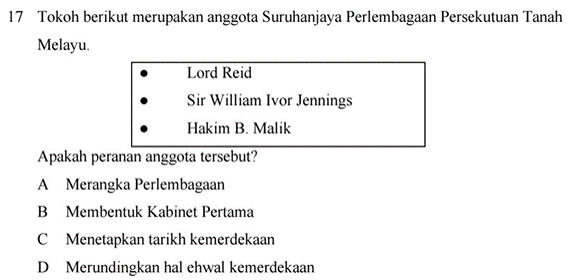 17 Tokoh berikut merupakan anggota Suruhanjaya Perlembagaan Persekutuan Tanah
Melayu.
• Lord Reid
• Sir William Ivor Jennings
• Hakim B. Malik
Apakah peranan anggota tersebut?
A Merangka Perlembagaan
B Membentuk Kabinet Pertama
C Menetapkan tarikh kemerdekaan
D Merundingkan hal ehwal kemerdekaan